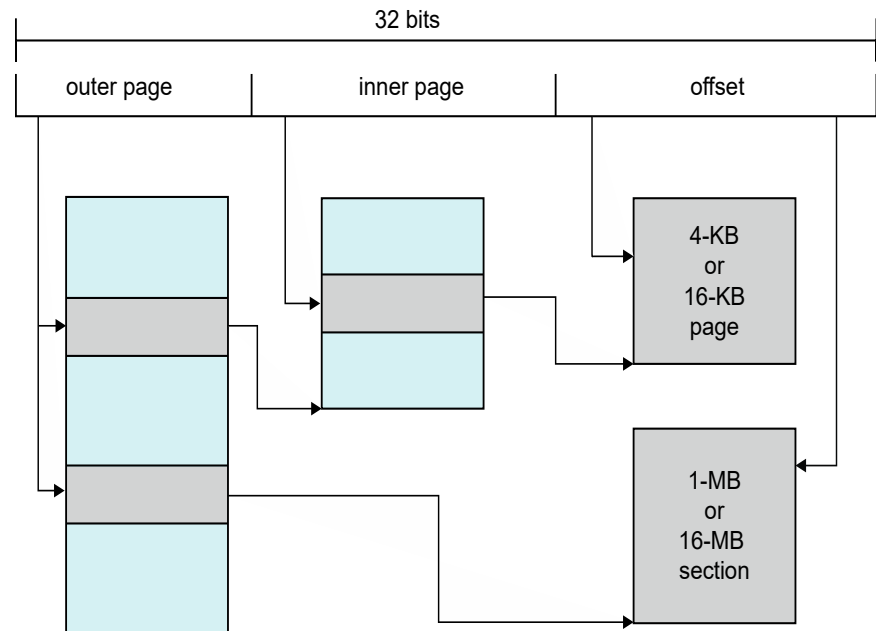 32 bits
outer page
inner page
offset
4-KB
or
16-KB
page
1-MB
or
16-MB
section